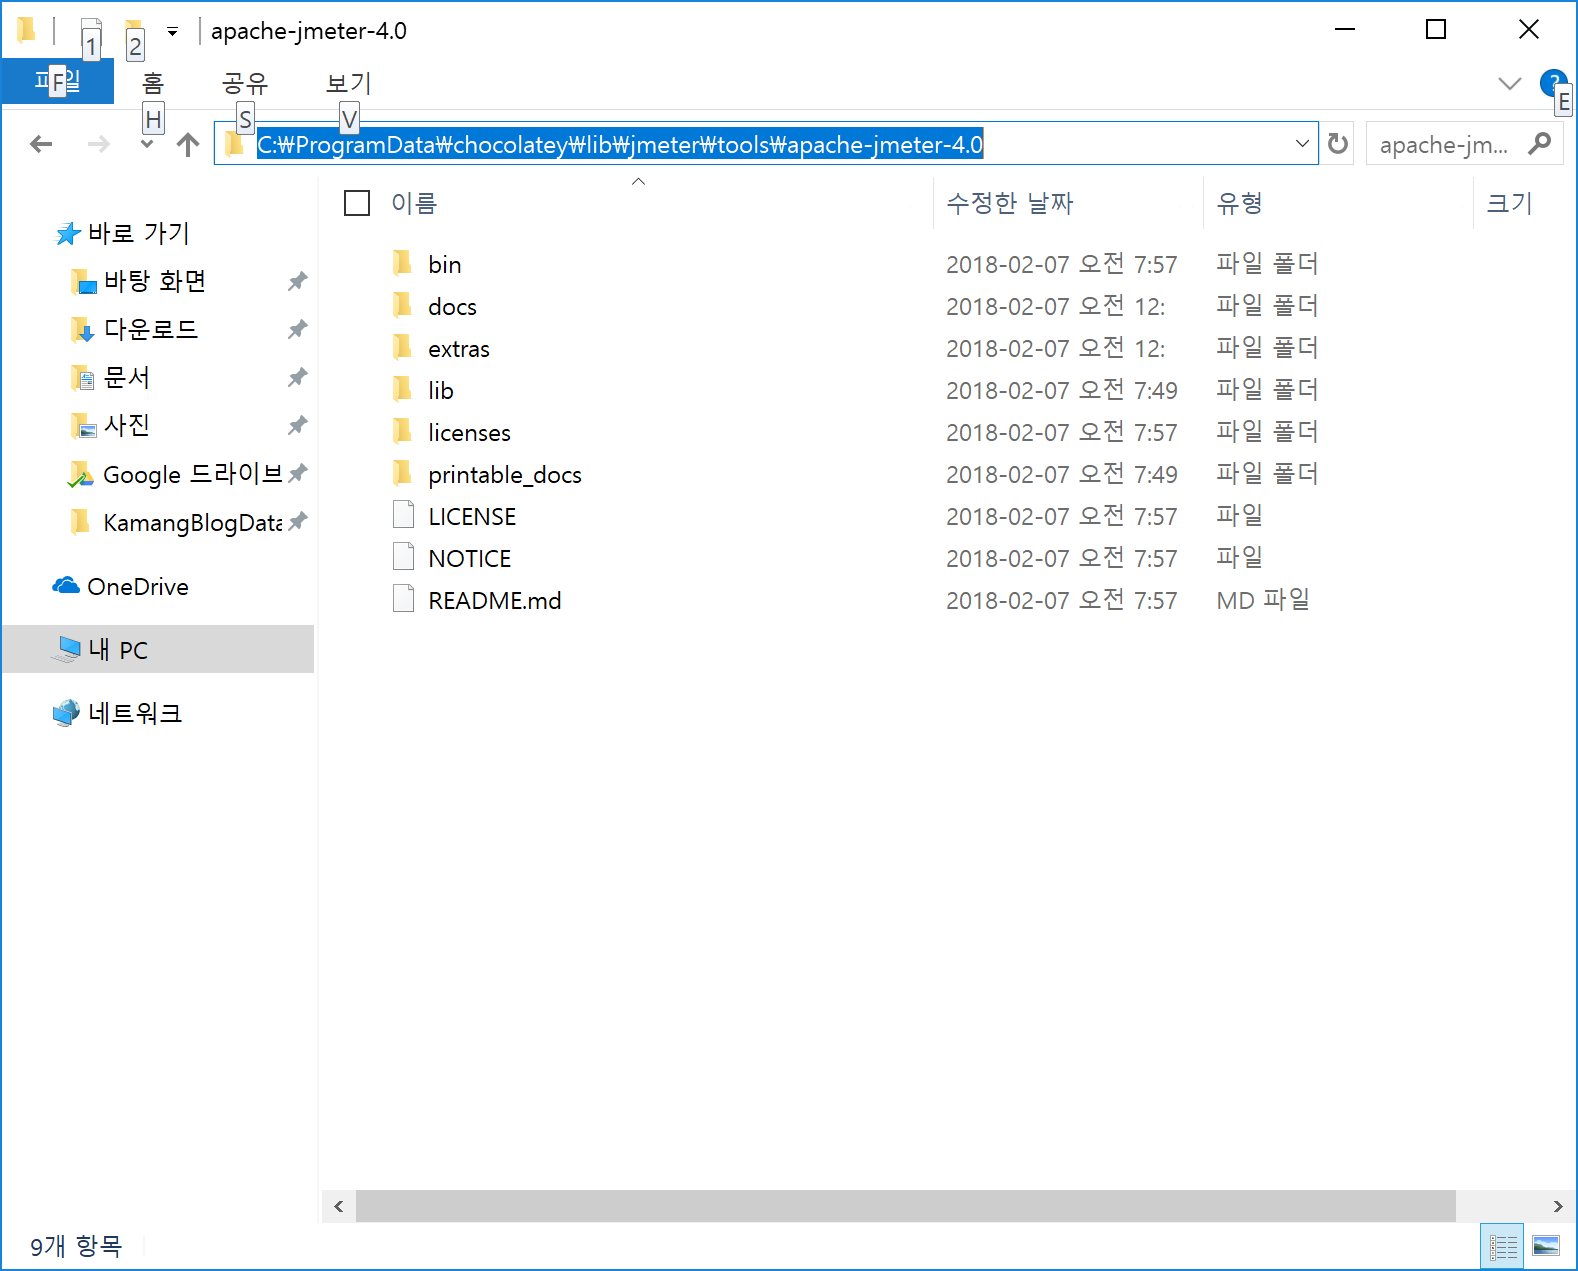 1 2 apache-jmeter-4.0
파일 홈 공유 보기 ?
F H S V E
C:₩ProgramData₩chocolatey₩lib₩jmeter₩tools₩apache-jmeter-4.0 apache-jm...
이름 수정한 날짜 유형 크기
바로 가기
바탕 화면
다운로드
문서
사진
Google 드라이브
KamangBlogData
OneDrive
내 PC
네트워크
bin 2018-02-07 오전 7:57 파일 폴더
docs 2018-02-07 오전 12: 파일 폴더
extras 2018-02-07 오전 12: 파일 폴더
lib 2018-02-07 오전 7:49 파일 폴더
licenses 2018-02-07 오전 7:57 파일 폴더
printable_docs 2018-02-07 오전 7:49 파일 폴더
LICENSE 2018-02-07 오전 7:57 파일
NOTICE 2018-02-07 오전 7:57 파일
README.md 2018-02-07 오전 7:57 MD 파일
9개 항목